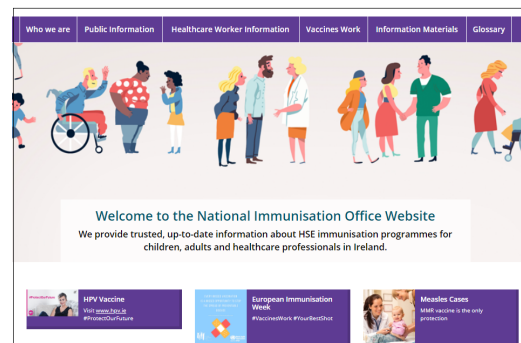 Who we are Public Information Healthcare Worker Information Vaccines Work Information Materials Glossary
Welcome to the National Immunisation Office Website
We provide trusted, up-to-date information about HSE immunisation programmes for
children, adults and healthcare professionals in Ireland.
HPV Vaccine
Visit www.hpv.ie
#ProtectOurFuture
European Immunisation
Week
#VaccinesWork #YourBestShot
Measles Cases
MMR vaccine is the only
protection